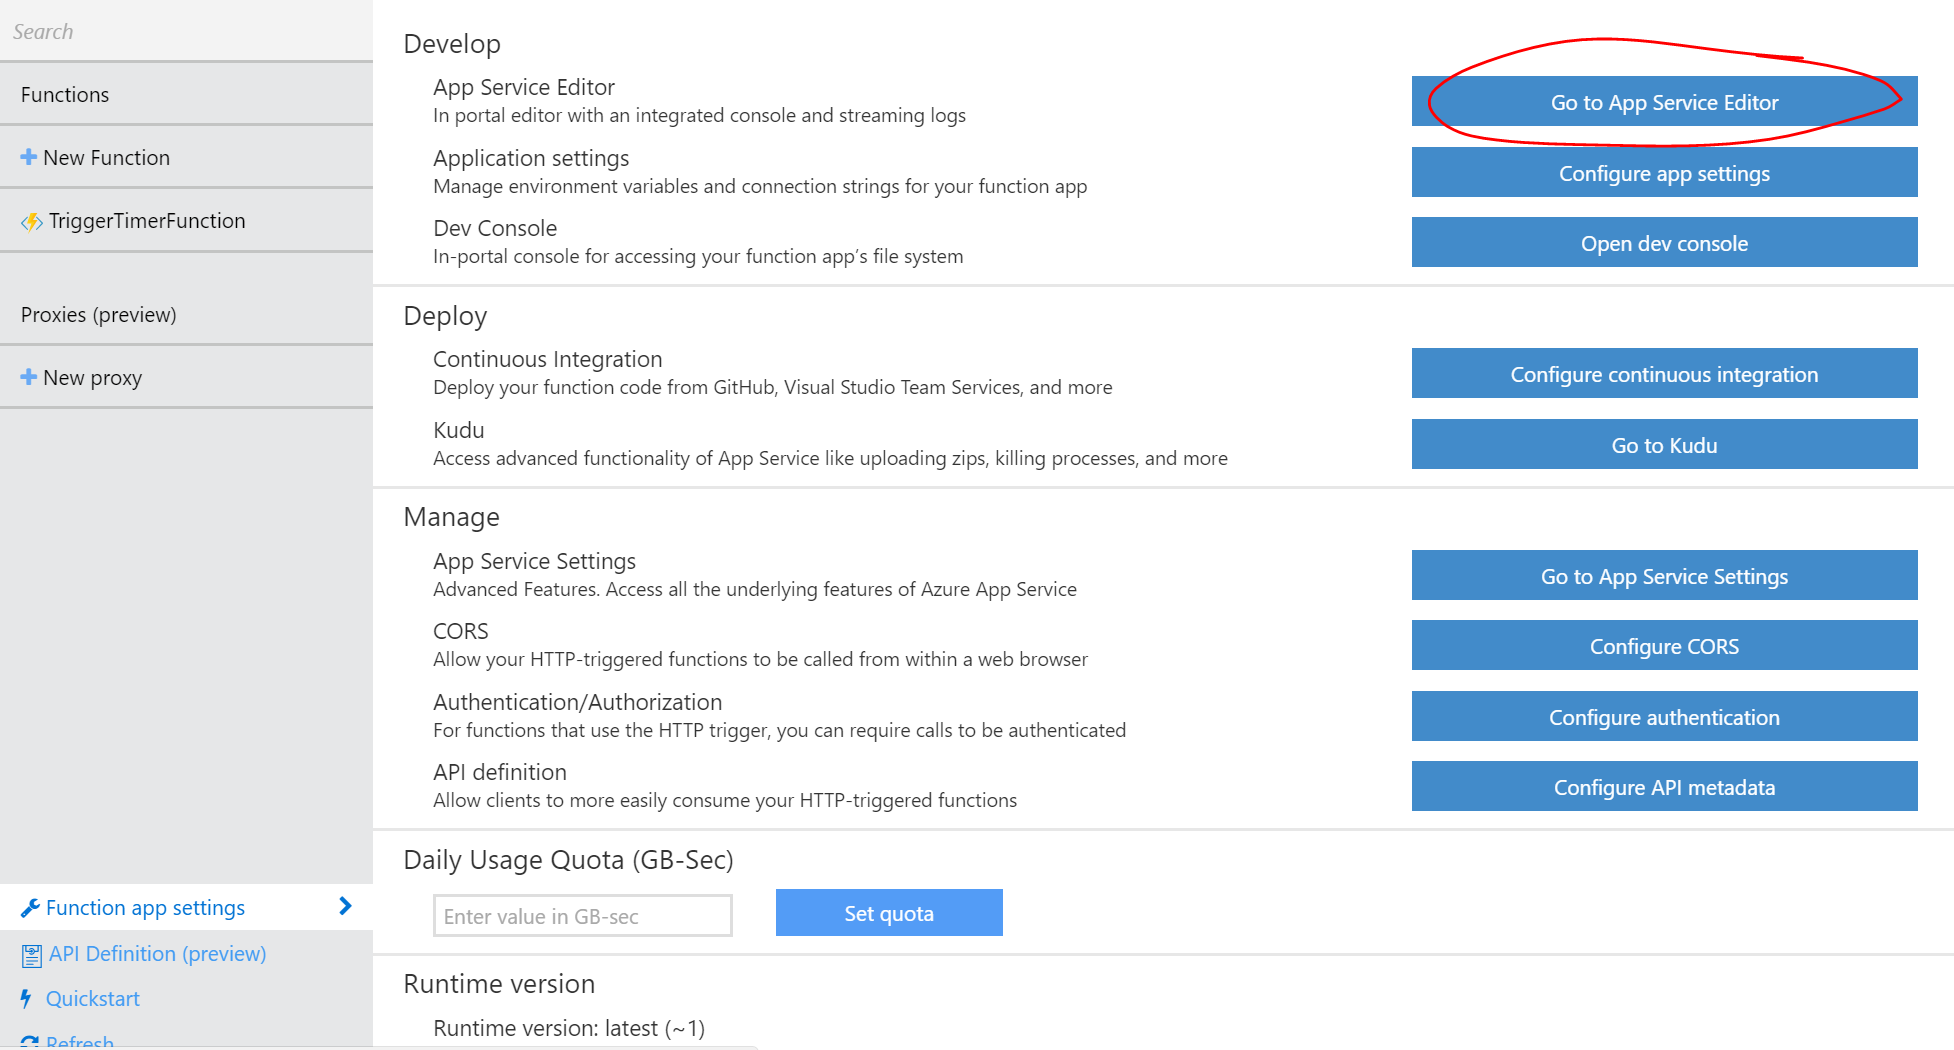 Search
Functions
New Function
TriggerTimerFunction
Proxies (preview)
New proxy
Function app settings
API Definition (preview)
Quickstart
Refresh
Develop
App Service Editor
In portal editor with an integrated console and streaming logs
Go to App Service Editor
Application settings
Manage environment variables and connection strings for your function app
Configure app settings
Dev Console
In-portal console for accessing your function app’s file system
Open dev console
Deploy
Continuous Integration
Deploy your function code from GitHub, Visual Studio Team Services, and more
Configure continuous integration
Kudu
Access advanced functionality of App Service like uploading zips, killing processes, and more
Go to Kudu
Manage
App Service Settings
Advanced Features. Access all the underlying features of Azure App Service
Go to App Service Settings
CORS
Allow your HTTP-triggered functions to be called from within a web browser
Configure CORS
Authentication/Authorization
For functions that use the HTTP trigger, you can require calls to be authenticated
Configure authentication
API definition
Allow clients to more easily consume your HTTP-triggered functions
Configure API metadata
Daily Usage Quota (GB-Sec)
Enter value in GB-sec
Set quota
Runtime version
Runtime version: latest (~1)